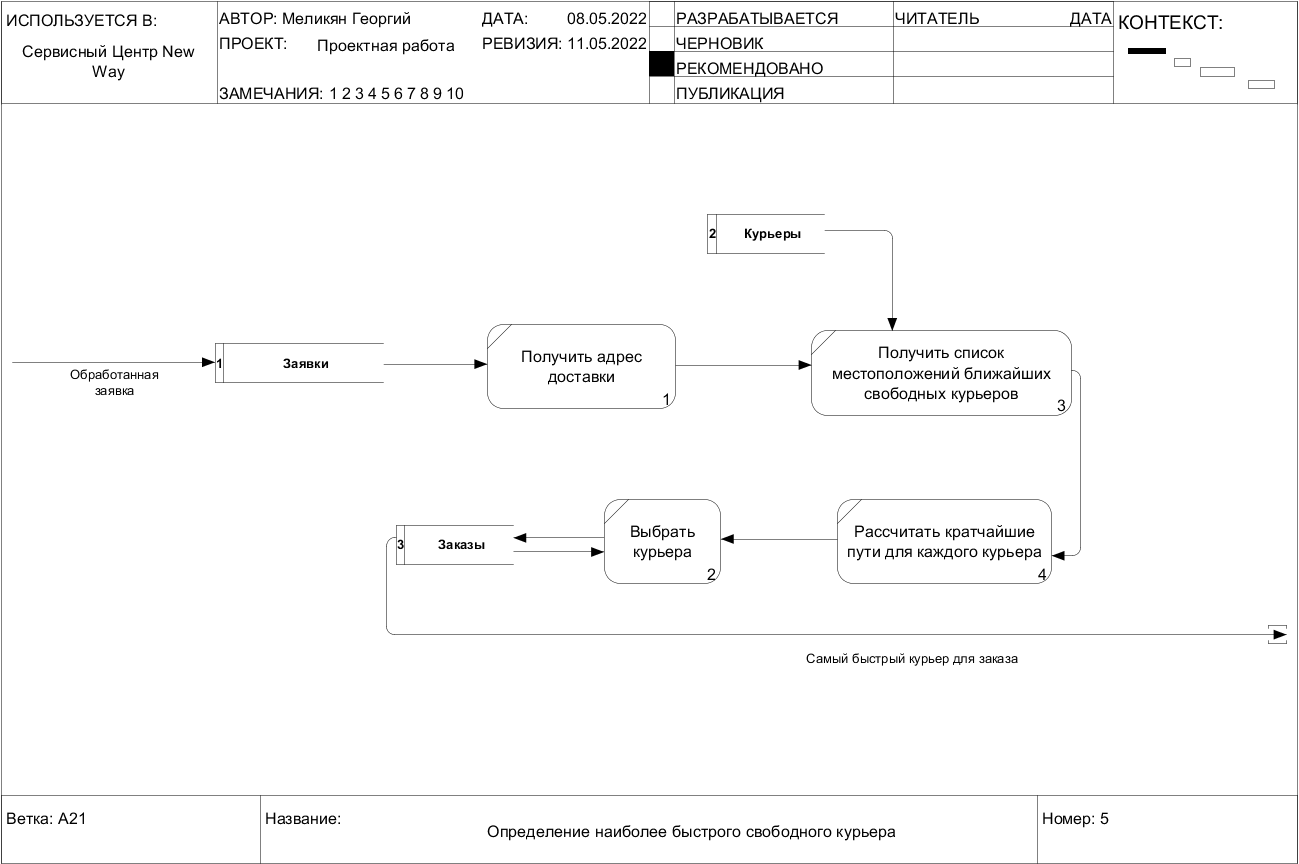 ИСПОЛЬЗУЕТСЯ В:
Сервисный Центр New
Way
АВТОР: Меликян Георгий
ДАТА: 08.05.2022
ПРОЕКТ: Проектная работа
РЕВИЗИЯ: 11.05.2022
ЗАМЕЧАНИЯ: 1 2 3 4 5 6 7 8 9 10
РАЗРАБАТЫВАЕТСЯ
ЧЕРНОВИК
РЕКОМЕНДОВАНО
ПУБЛИКАЦИЯ
ЧИТАТЕЛЬ ДАТА
КОНТЕКСТ:
2 Курьеры
Обработанная
заявка
1 Заявки
Получить адрес
доставки
1
Получить список
местоположений ближайших
свободных курьеров
3
3 Заказы
Выбрать
курьера
2
Рассчитать кратчайшие
пути для каждого курьера
4
Самый быстрый курьер для заказа
Ветка: A21
Название:
Определение наиболее быстрого свободного курьера
Номер: 5